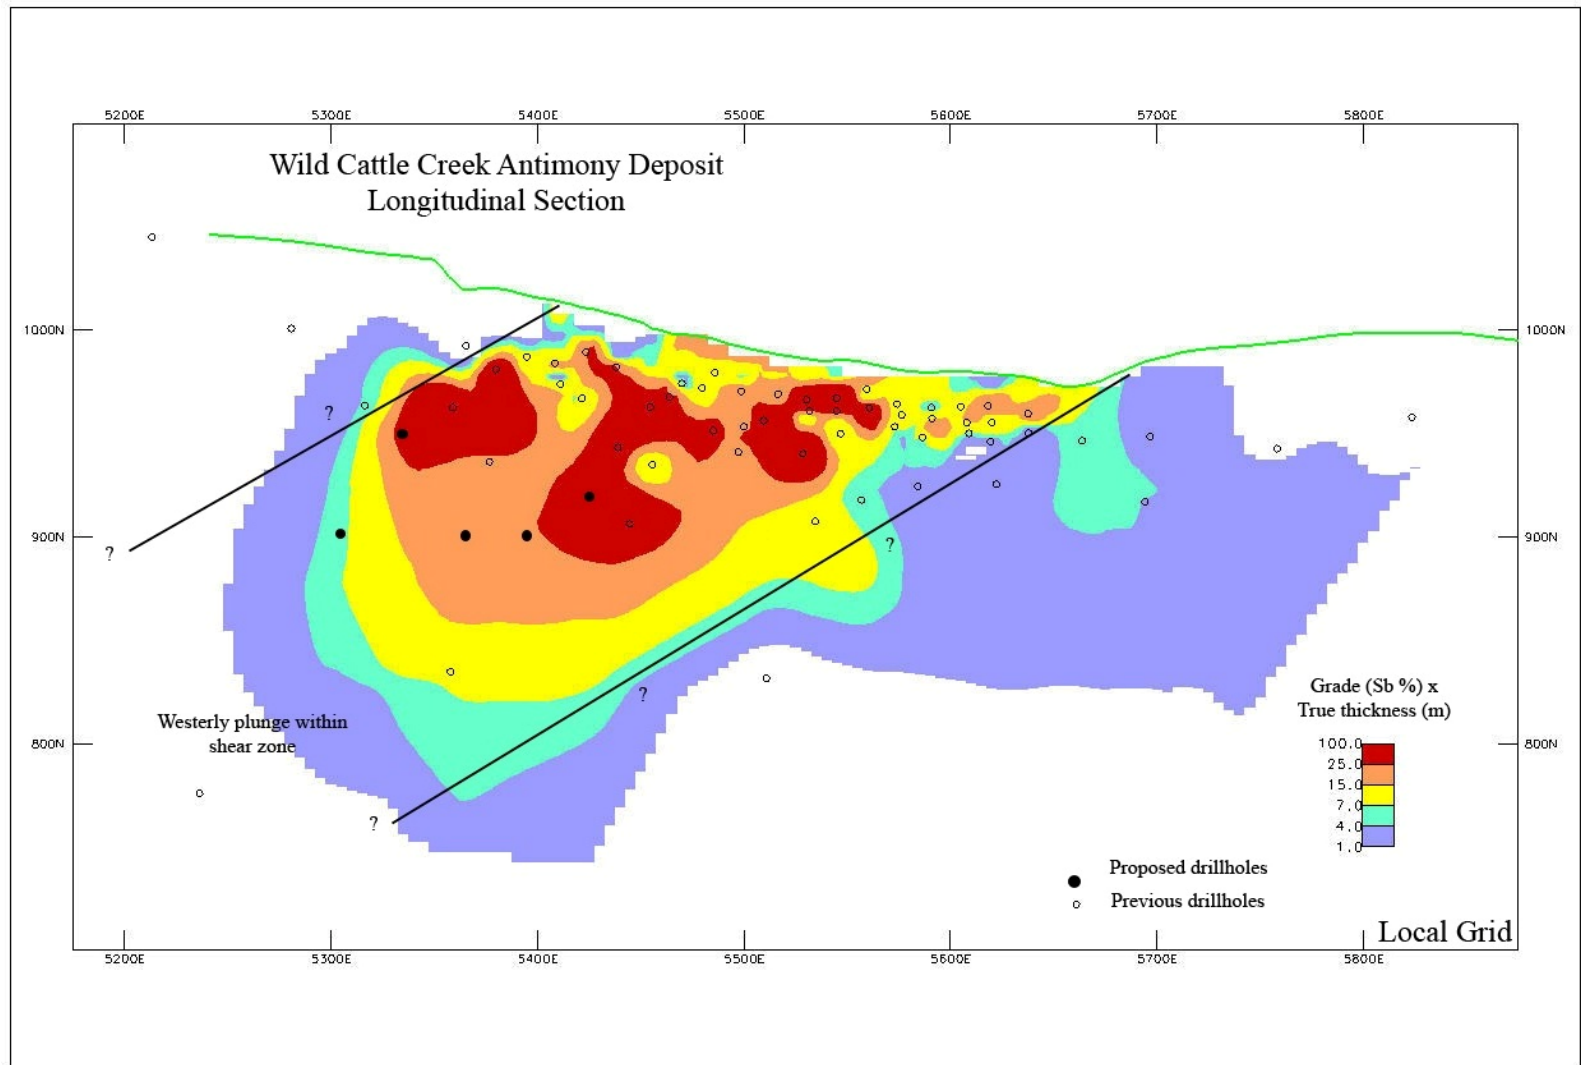 5200E 5300E 5400E 5500E 5600E 5700E 5800E
Wild Cattle Creek Antimony Deposit
Longitudinal Section
1000N 1000N
?
900N 900N
?
?
?
Westerly plunge within
shear zone
800N 800N
?
Grade (Sb %) x
True thickness (m)
100.0
25.0
15.0
7.0
4.0
1.0
Proposed drillholes
Previous drillholes
Local Grid
5200E 5300E 5400E 5500E 5600E 5700E 5800E